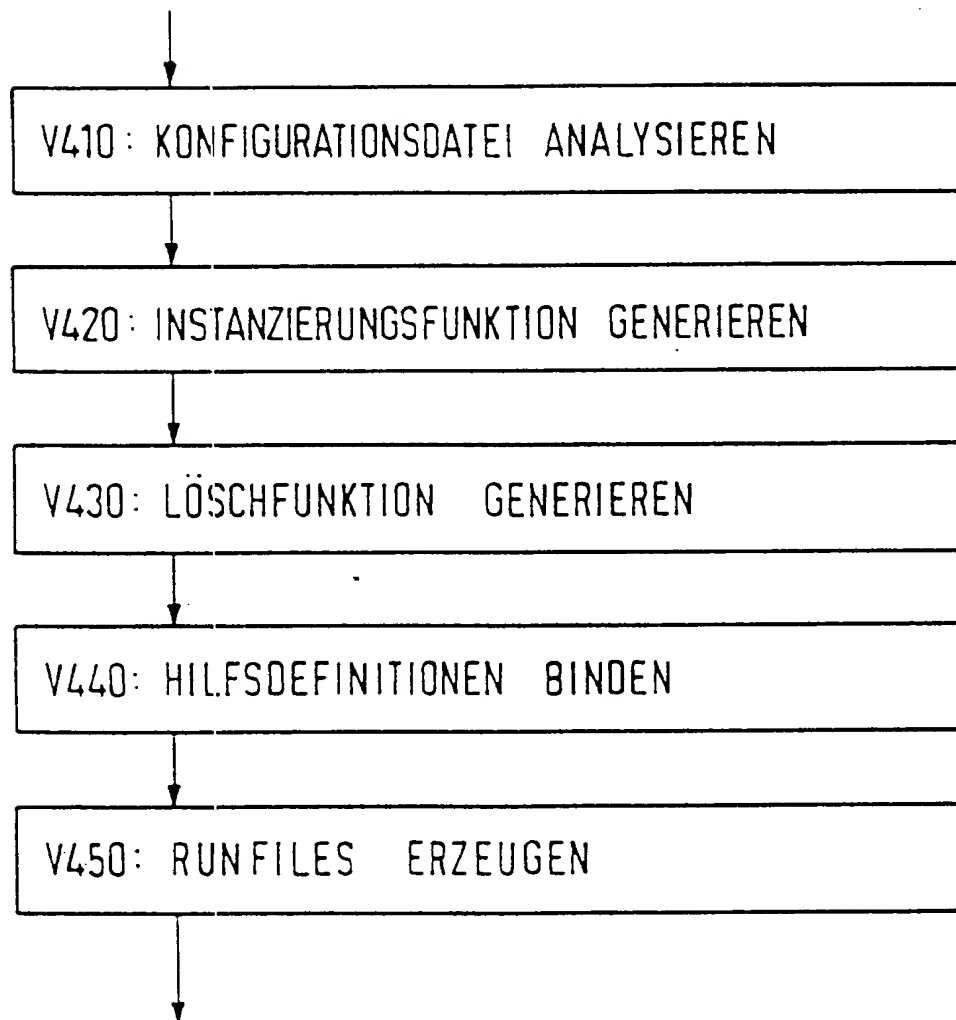 V410: KONFIGURATIONSDATEI ANALYSIEREN
V420: INSTANZIERUNGSFUNKTION GENERIEREN
V430: LÖSCHFUNKTION GENERIEREN
V440: HILFSDEFINITIONEN BINDEN
V450: RUNFILES ERZEUGEN